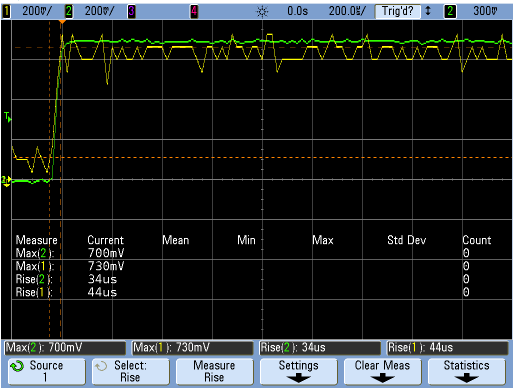 1 200mV/ 2 200mV/ 3 4 0.0s 200.0us/ Trig'd? 2 300mV
T
2
Measure Current Mean Min Max Std Dev Count
Max(2): 700mV 0
Max(1): 730mV 0
Rise(2): 34us 0
Rise(1): 44us 0
Max(2): 700mV Max(1): 730mV Rise(2): 34us Rise(1): 44us
Source Select: Measure Settings Clear Meas Statistics
1 Rise Rise